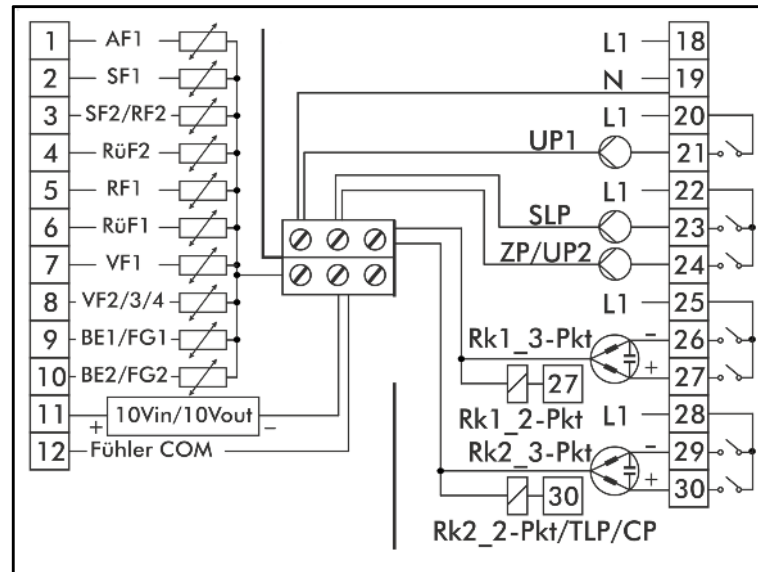 1 AF1
2 SF1
3 SF2/RF2
4 RüF2
5 RF1
6 RüF1
7 VF1
8 VF2/3/4
9 BE1/FG1
10 BE2/FG2
11 + 10Vin/10Vout −
12 Fühler COM
L1 18
N 19
L1 20
UP1 21
L1 22
SLP 23
ZP/UP2 24
L1 25
Rk1_3-Pkt − 26
27 + 27
Rk1_2-Pkt
L1 28
Rk2_3-Pkt − 29
30 + 30
Rk2_2-Pkt/TLP/CP